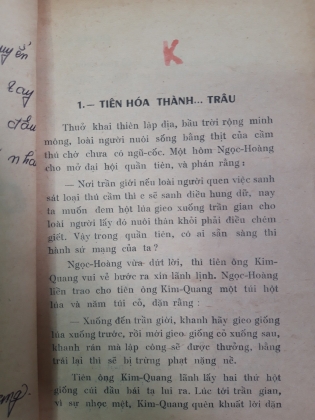 K
uyển
ray
đầu
nha
1.— TIÊN HÓA THÀNH... TRÂU
Thuở khai thiên lập địa, bầu trời rộng minh
mông, loài người nuôi sống bằng thịt của cầm
thú chờ chưa có ngũ-cốc. Một hôm Ngọc-Hoàng
cho mở đại hội quần tiên, và phán rằng :
— Nơi trần giới nếu loài người quen việc sanh
sát loại thú cầm thì e sẽ sanh điều hung dữ, nay
ta muốn đem hột lúa gieo xuống trần gian cho
loài người lấy đó nuôi thân khỏi phải điều chém
giết. Vậy trong quần tiên, có ai sẵn sàng thi
hành sứ mạng của ta ?
Ngọc-Hoàng vừa dứt lời, thì tiên ông Kim-
Quang vui vẻ bước ra xin lãnh lịnh. Ngọc-Hoàng
liền trao cho tiên ông Kim-Quang một túi hột
lúa và năm túi cỏ, dặn rằng :
— Xuống đến trần giới, khanh hãy gieo giống
lúa xuống trước, rồi mới gieo giống cỏ xuống sau,
khanh rán mà lập công sẽ được thưởng, bằng
trái lại thì sẽ bị trừng phạt nặng nề.
Tiên ông Kim-Quang lãnh lấy hai thứ hột
giống cúi đầu bái tạ lui ra. Lúc tới trần gian,
vì sự nhọc mệt, Kim-Quang quên khuất lời dặn